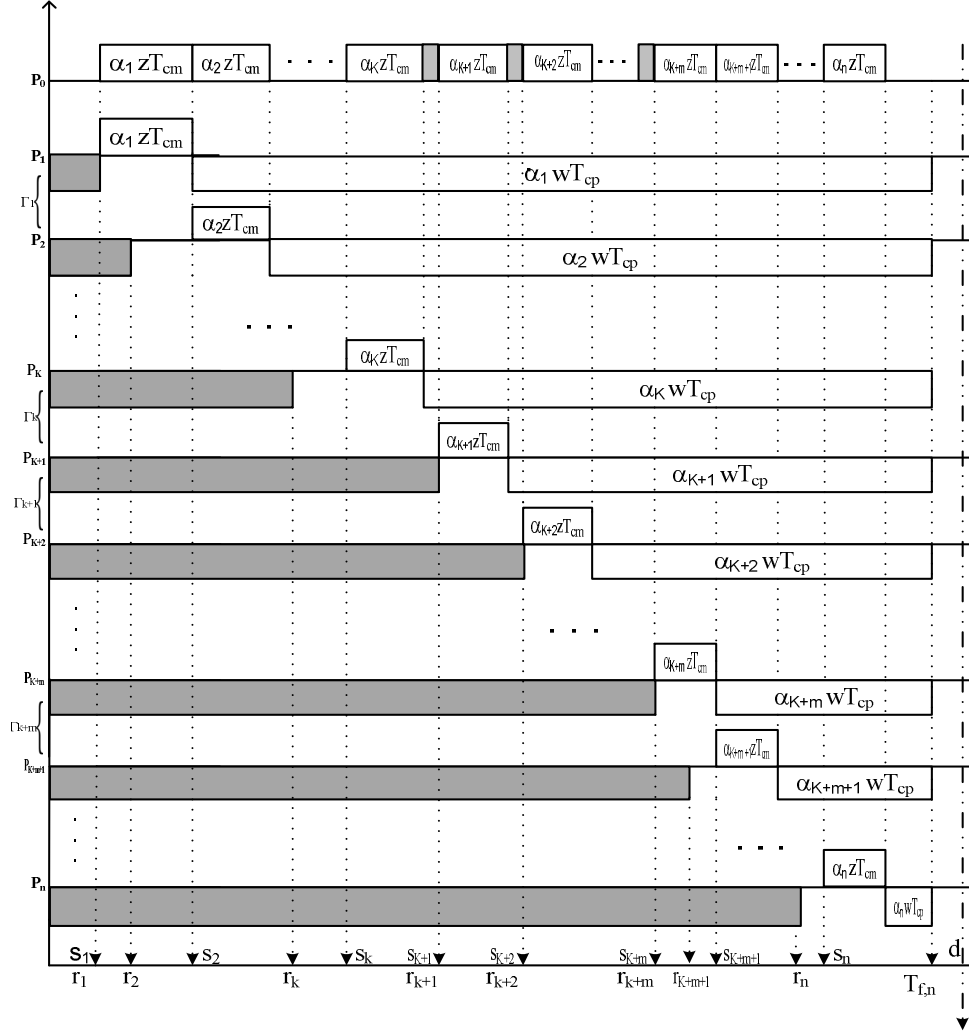 P0 α1 zTcm α2 zTcm . . . αK zTcm αK+1 zTcm αK+2 zTcm . . . αK+m zTcm αK+m+1 zTcm . . . αn zTcm
α1 zTcm
P1
α1 wTcp
Γ1
α2 zTcm
P2
α2 wTcp
. . .
αK zTcm
PK
αK wTcp
Γk
αK+1 zTcm
PK+1
αK+1 wTcp
Γk+1
αK+2 zTcm
PK+2
αK+2 wTcp
. . .
αK+m zTcm
PK+m
αK+m wTcp
Γk+m
αK+m+1 zTcm
PK+m+1
αK+m+1 wTcp
. . .
αn zTcm
Pn
αn wTcp
s1 s2 sk sK+1 sK+2 sK+m sK+m+1 sn d
r1 r2 rk rk+1 rk+2 rk+m rK+m+1 rn Tf,n